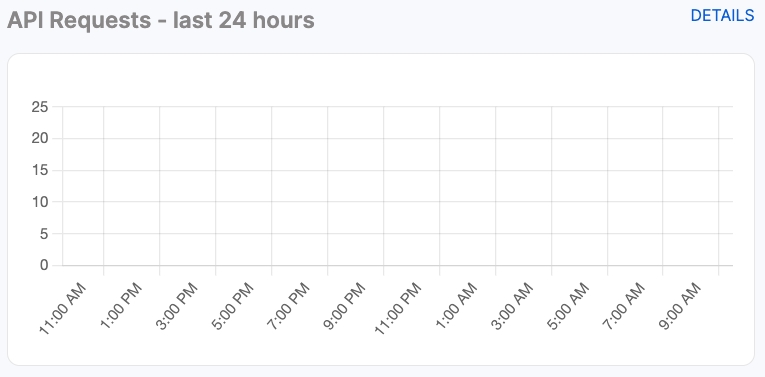 API Requests - last 24 hours
DETAILS
25
20
15
10
5
0
11:00 AM
1:00 PM
3:00 PM
5:00 PM
7:00 PM
9:00 PM
11:00 PM
1:00 AM
3:00 AM
5:00 AM
7:00 AM
9:00 AM